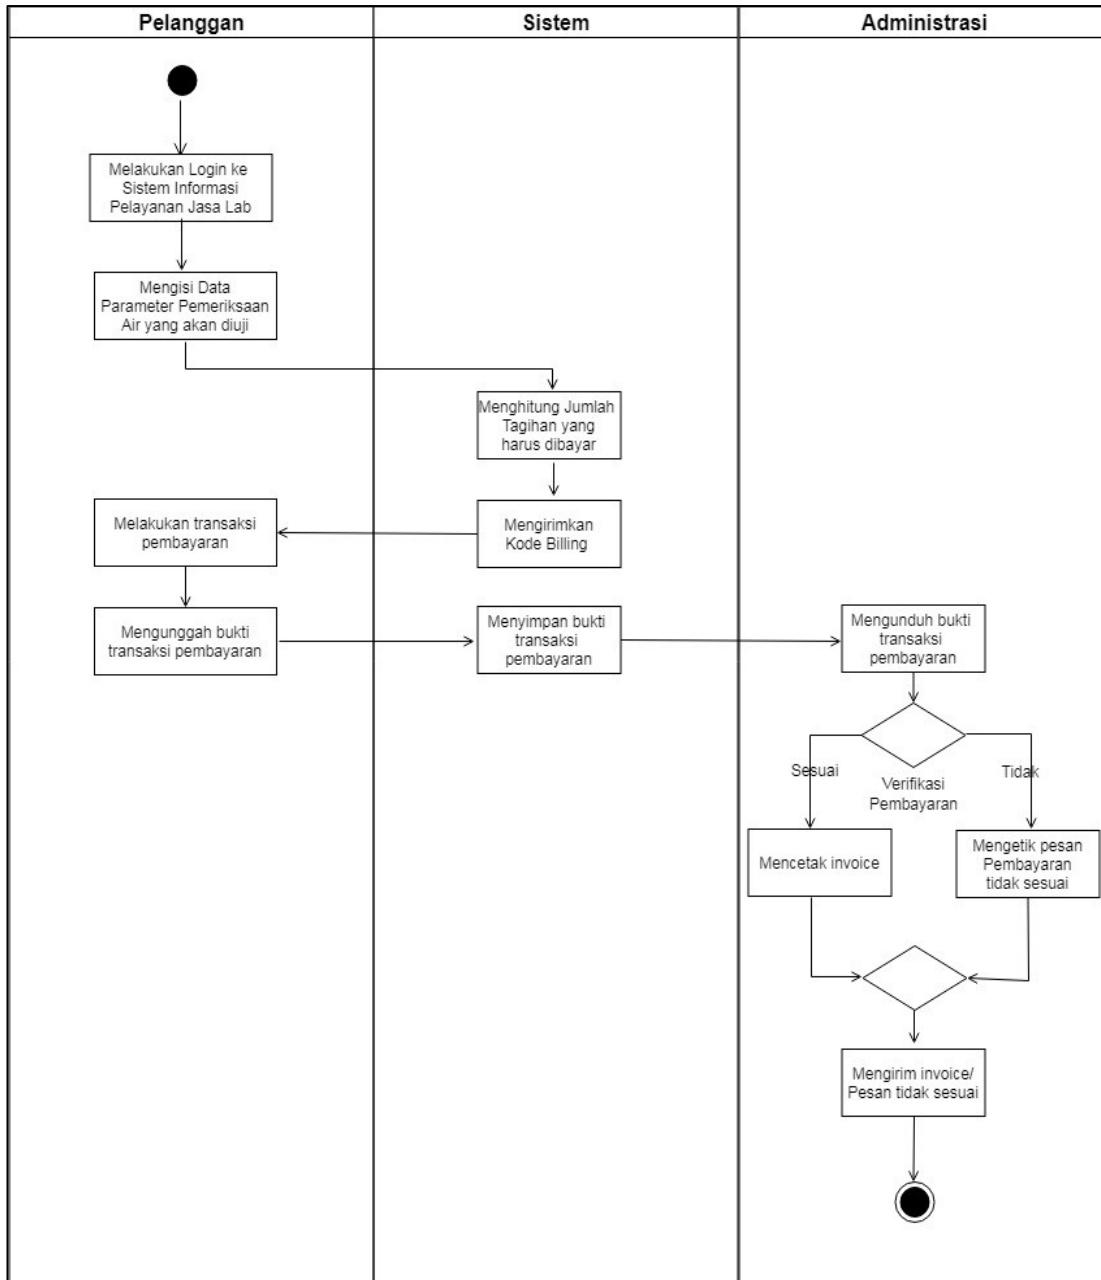 Pelanggan
Sistem
Administrasi
Melakukan Login ke
Sistem Informasi
Pelayanan Jasa Lab
Mengisi Data
Parameter Pemeriksaan
Air yang akan diuji
Menghitung Jumlah
Tagihan yang
harus dibayar
Mengirimkan
Kode Billing
Melakukan transaksi
pembayaran
Mengunggah bukti
transaksi pembayaran
Menyimpan bukti
transaksi
pembayaran
Mengunduh bukti
transaksi
pembayaran
Sesuai
Verifikasi
Pembayaran
Tidak
Mencetak invoice
Mengetik pesan
Pembayaran
tidak sesuai
Mengirim invoice/
Pesan tidak sesuai